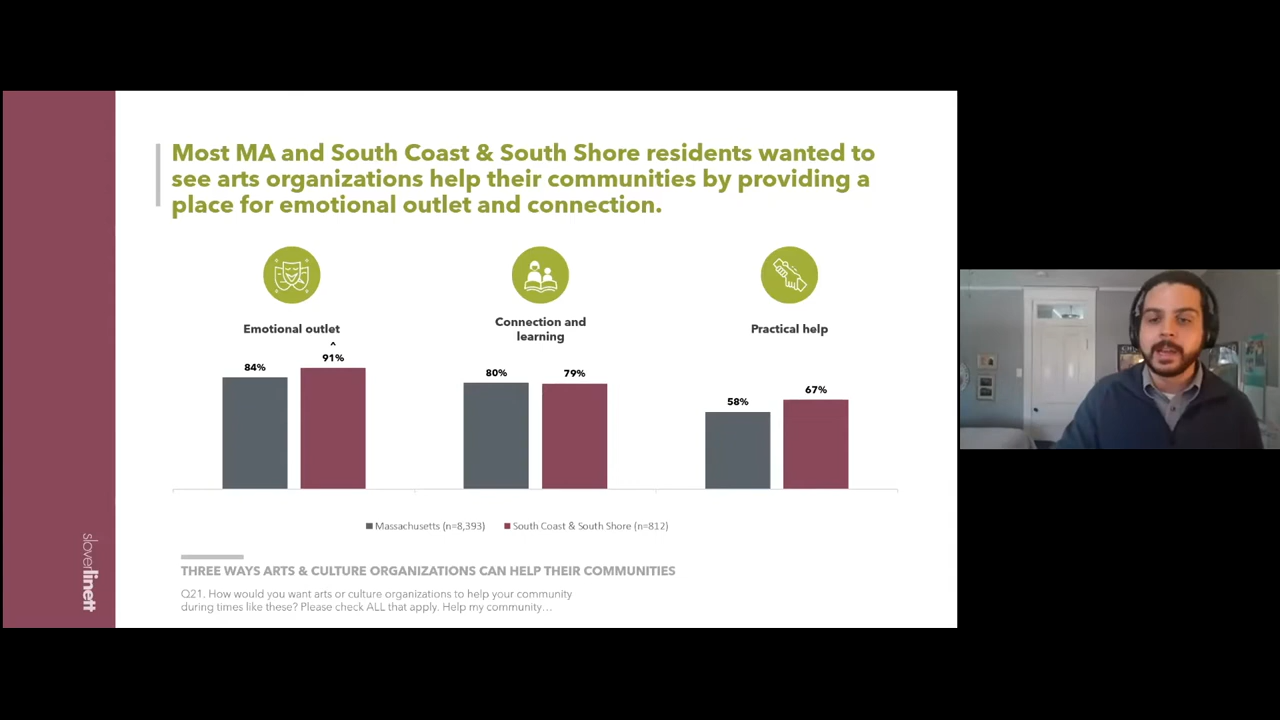 Most MA and South Coast & South Shore residents wanted to
see arts organizations help their communities by providing a
place for emotional outlet and connection.
Emotional outlet
Connection and
learning
Practical help
^
84%
91%
80%
79%
58%
67%
Massachusetts (n=8,393)
South Coast & South Shore (n=812)
THREE WAYS ARTS & CULTURE ORGANIZATIONS CAN HELP THEIR COMMUNITIES
Q21. How would you want arts or culture organizations to help your community
during times like these? Please check ALL that apply. Help my community...
sloverlinett